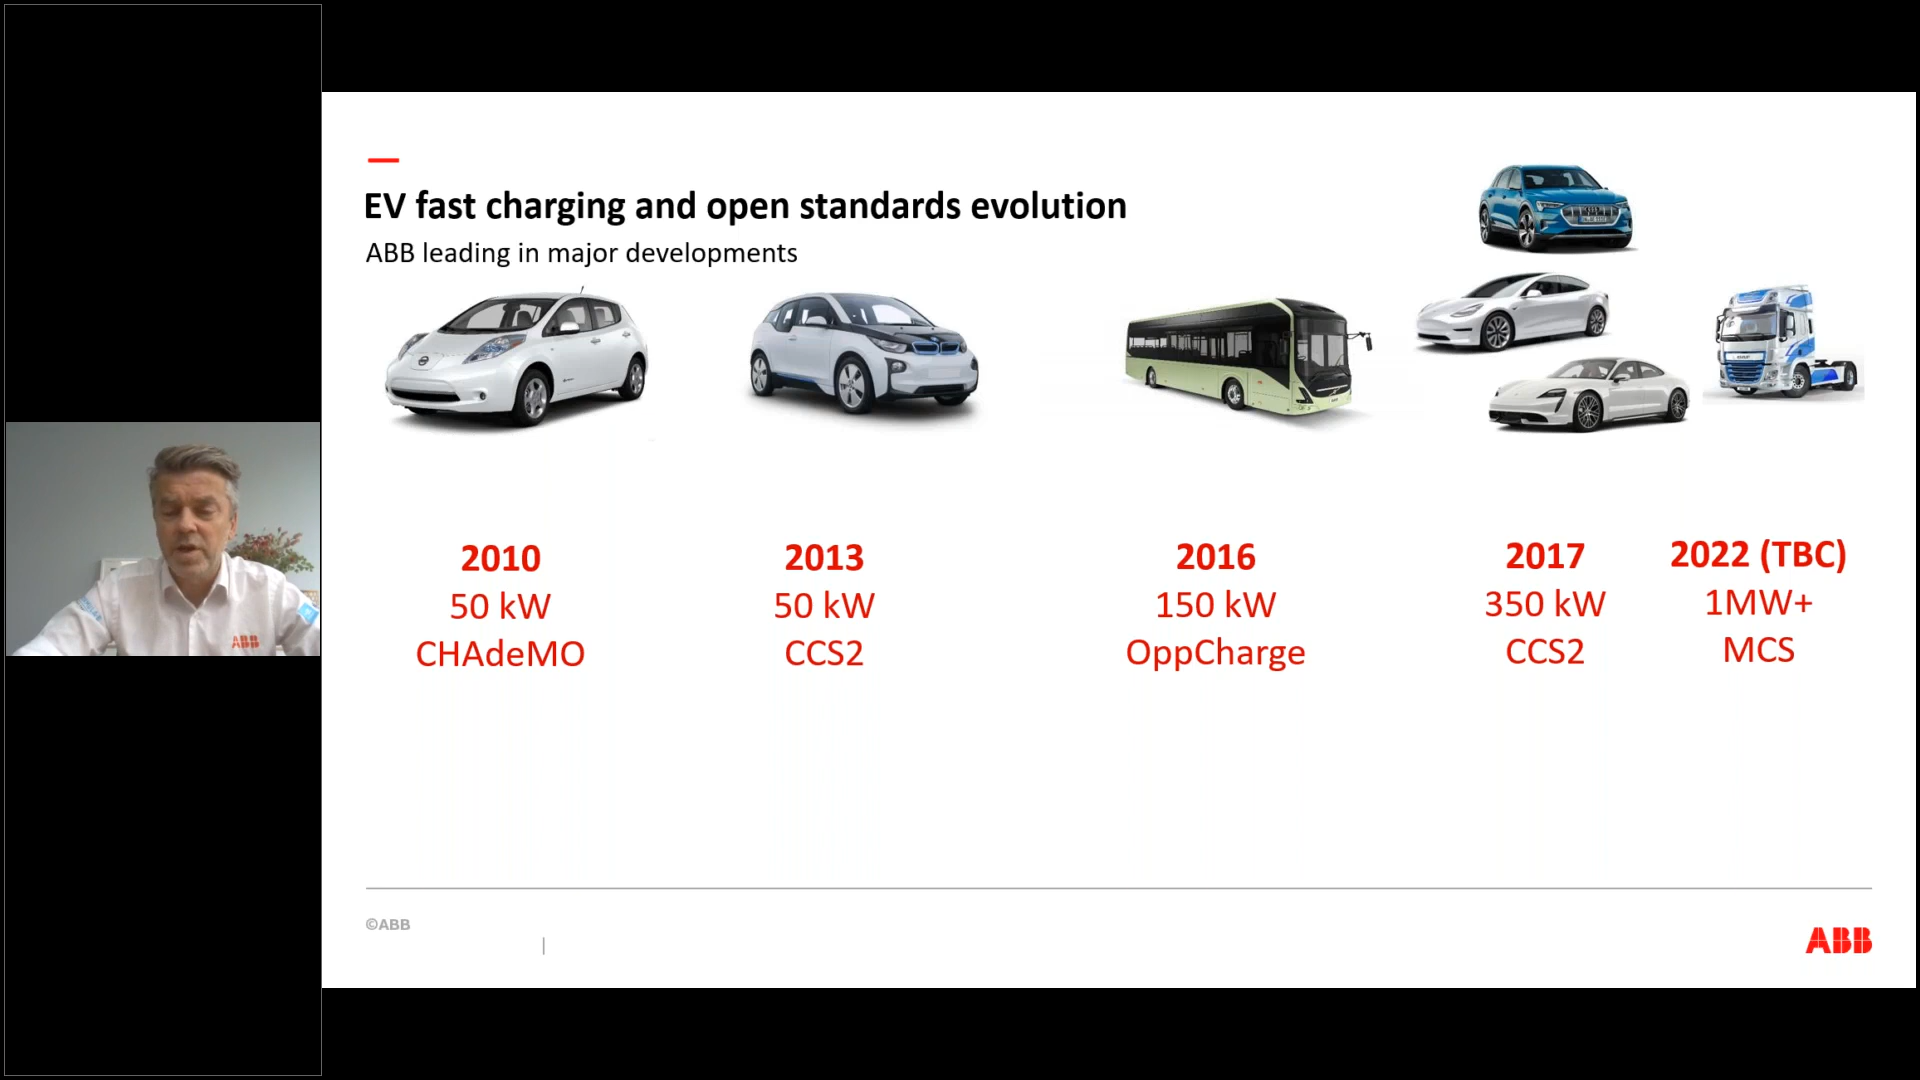 EV fast charging and open standards evolution
ABB leading in major developments
2010
50 kW
CHAdeMO
2013
50 kW
CCS2
2016
150 kW
OppCharge
2017
350 kW
CCS2
2022 (TBC)
1MW+
MCS
©ABB
ABB
ABB